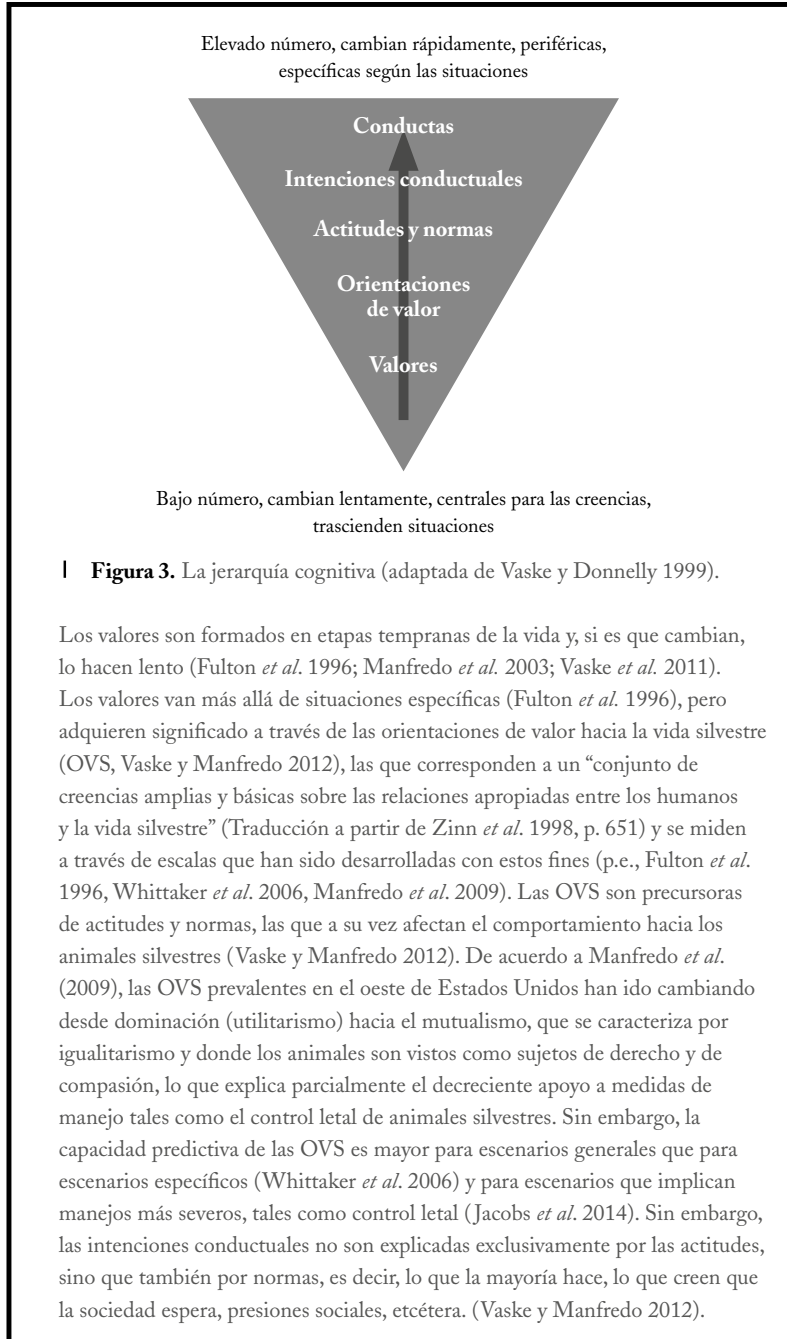 Elevado número, cambian rápidamente, periféricas,
específicas según las situaciones
Conductas
Intenciones conductuales
Actitudes y normas
Orientaciones
de valor
Valores
Bajo número, cambian lentamente, centrales para las creencias,
trascienden situaciones
Figura 3. La jerarquía cognitiva (adaptada de Vaske y Donnelly 1999).
Los valores son formados en etapas tempranas de la vida y, si es que cambian,
lo hacen lento (Fulton et al. 1996; Manfredo et al. 2003; Vaske et al. 2011).
Los valores van más allá de situaciones específicas (Fulton et al. 1996), pero
adquieren significado a través de las orientaciones de valor hacia la vida silvestre
(OVS, Vaske y Manfredo 2012), las que corresponden a un “conjunto de
creencias amplias y básicas sobre las relaciones apropiadas entre los humanos
y la vida silvestre” (Traducción a partir de Zinn et al. 1998, p. 651) y se miden
a través de escalas que han sido desarrolladas con estos fines (p.e., Fulton et al.
1996, Whittaker et al. 2006, Manfredo et al. 2009). Las OVS son precursoras
de actitudes y normas, las que a su vez afectan el comportamiento hacia los
animales silvestres (Vaske y Manfredo 2012). De acuerdo a Manfredo et al.
(2009), las OVS prevalentes en el oeste de Estados Unidos han ido cambiando
desde dominación (utilitarismo) hacia el mutualismo, que se caracteriza por
igualitarismo y donde los animales son vistos como sujetos de derecho y de
compasión, lo que explica parcialmente el decreciente apoyo a medidas de
manejo tales como el control letal de animales silvestres. Sin embargo, la
capacidad predictiva de las OVS es mayor para escenarios generales que para
escenarios específicos (Whittaker et al. 2006) y para escenarios que implican
manejos más severos, tales como control letal (Jacobs et al. 2014). Sin embargo,
las intenciones conductuales no son explicadas exclusivamente por las actitudes,
sino que también por normas, es decir, lo que la mayoría hace, lo que creen que
la sociedad espera, presiones sociales, etcétera. (Vaske y Manfredo 2012).